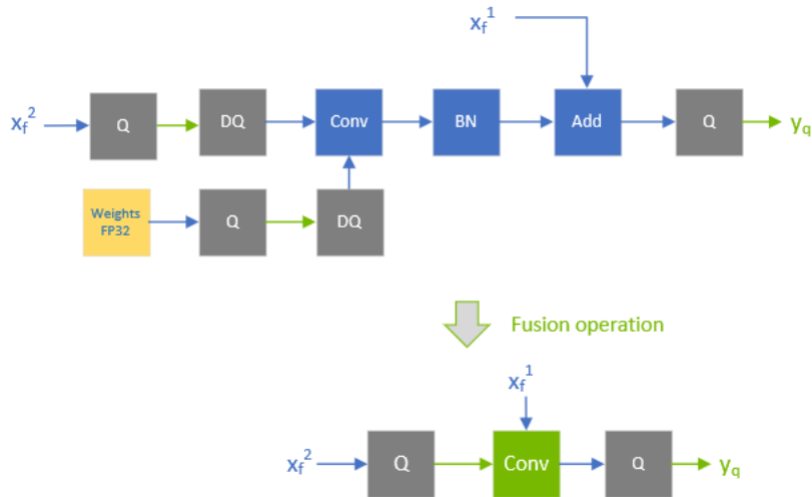 x_f^1
x_f^2
Q
DQ
Conv
BN
Add
Q
y_q
Weights
FP32
Q
DQ
Fusion operation
x_f^1
x_f^2
Q
Conv
Q
y_q